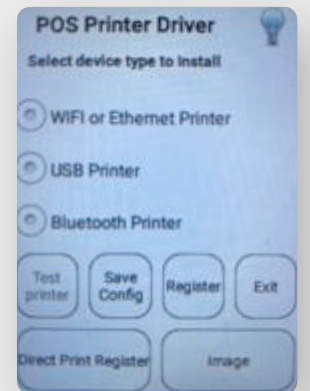 POS Printer Driver
Select device type to Install
WIFI or Ethernet Printer
USB Printer
Bluetooth Printer
Test printer
Save Config
Register
Exit
Direct Print Register
Image